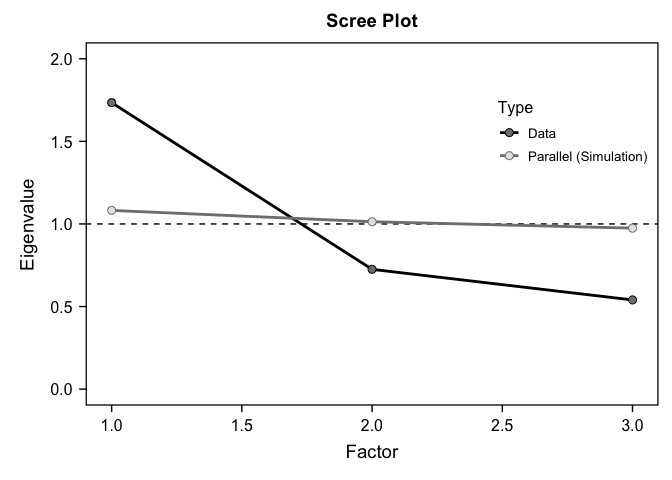 Scree Plot
2.0
1.5
1.0
0.5
0.0
Eigenvalue
Type
Data
Parallel (Simulation)
1.0 1.5 2.0 2.5 3.0
Factor